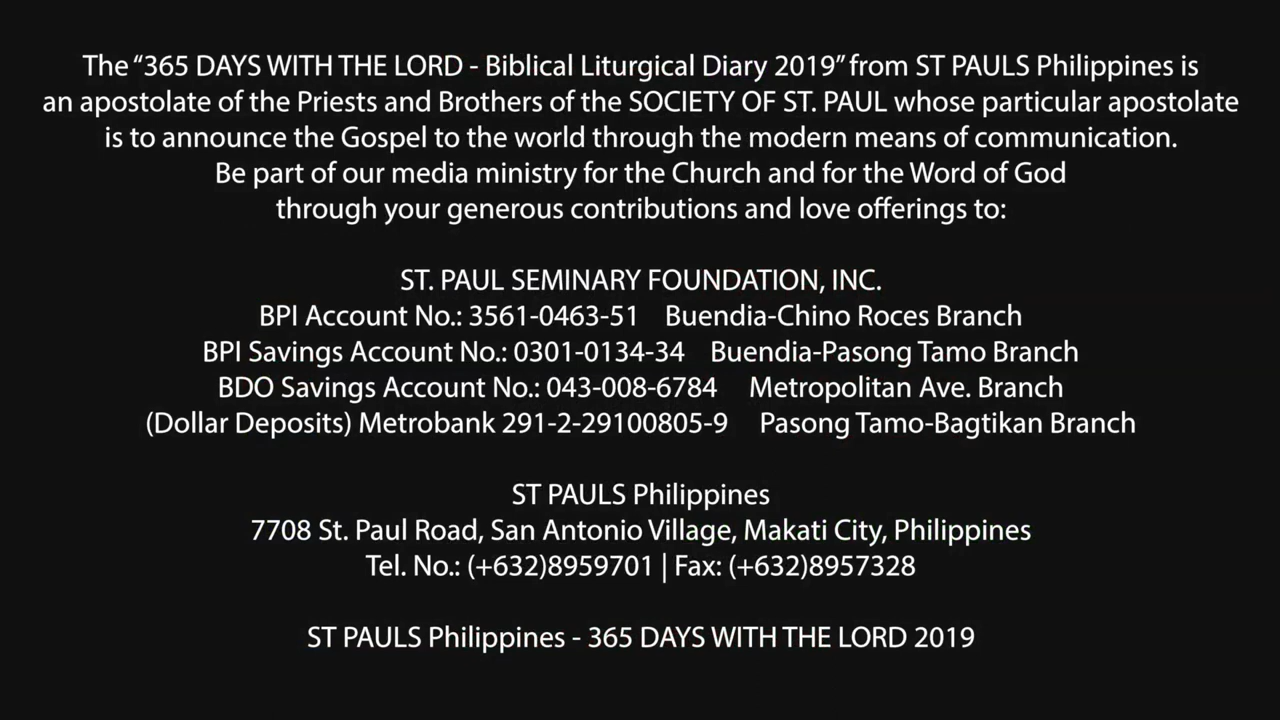 The “365 DAYS WITH THE LORD - Biblical Liturgical Diary 2019” from ST PAULS Philippines is
an apostolate of the Priests and Brothers of the SOCIETY OF ST. PAUL whose particular apostolate
is to announce the Gospel to the world through the modern means of communication.
Be part of our media ministry for the Church and for the Word of God
through your generous contributions and love offerings to:
ST. PAUL SEMINARY FOUNDATION, INC.
BPI Account No.: 3561-0463-51 Buendia-Chino Roces Branch
BPI Savings Account No.: 0301-0134-34 Buendia-Pasong Tamo Branch
BDO Savings Account No.: 043-008-6784 Metropolitan Ave. Branch
(Dollar Deposits) Metrobank 291-2-29100805-9 Pasong Tamo-Bagtikan Branch
ST PAULS Philippines
7708 St. Paul Road, San Antonio Village, Makati City, Philippines
Tel. No.: (+632)8959701 | Fax: (+632)8957328
ST PAULS Philippines - 365 DAYS WITH THE LORD 2019